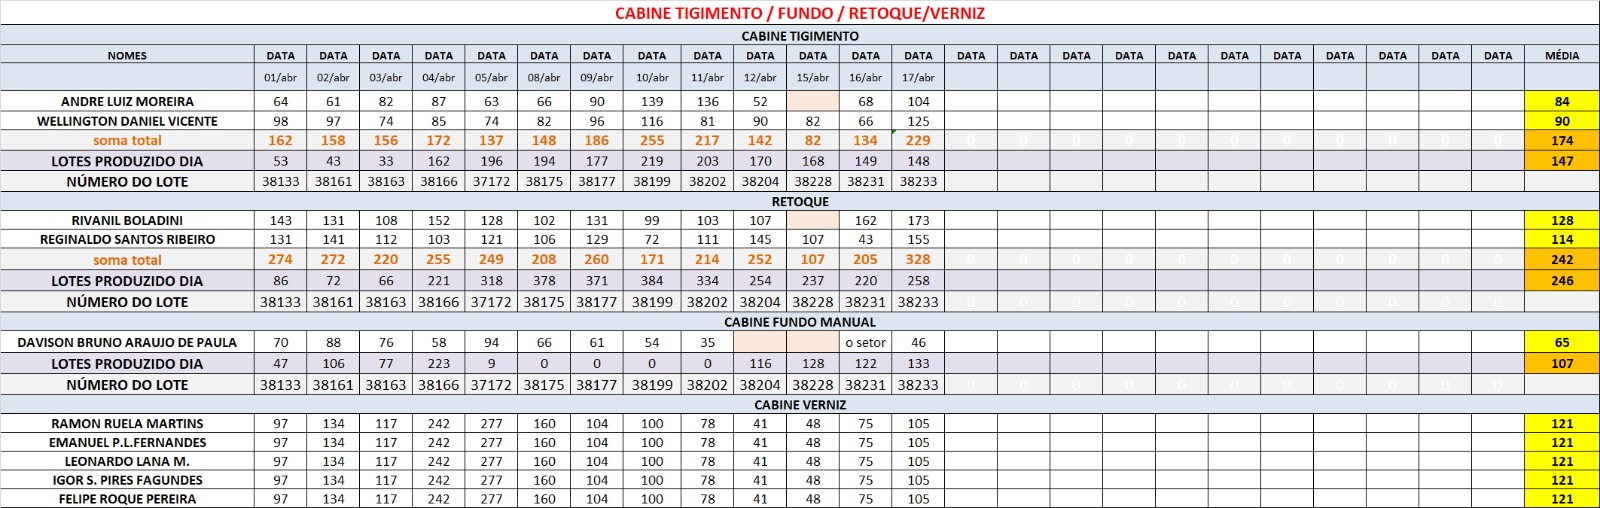 CABINE TIGIMENTO / FUNDO / RETOQUE/VERNIZ
CABINE TIGIMENTO
NOMES DATA DATA DATA DATA DATA DATA DATA DATA DATA DATA DATA DATA DATA DATA DATA DATA DATA DATA DATA DATA DATA DATA DATA DATA MÉDIA
01/abr 02/abr 03/abr 04/abr 05/abr 08/abr 09/abr 10/abr 11/abr 12/abr 15/abr 16/abr 17/abr
ANDRE LUIZ MOREIRA 64 61 82 87 63 66 90 139 136 52 68 104 84
WELLINGTON DANIEL VICENTE 98 97 74 85 74 82 96 116 81 90 82 66 125 90
soma total 162 158 156 172 137 148 186 255 217 142 82 134 229 0 0 0 0 0 0 0 0 0 0 0 174
LOTES PRODUZIDO DIA 53 43 33 162 196 194 177 219 203 170 168 149 148 147
NÚMERO DO LOTE 38133 38161 38163 38166 37172 38175 38177 38199 38202 38204 38228 38231 38233
RETOQUE
RIVANIL BOLADINI 143 131 108 152 128 102 131 99 103 107 162 173 128
REGINALDO SANTOS RIBEIRO 131 141 112 103 121 106 129 72 111 145 107 43 155 114
soma total 274 272 220 255 249 208 260 171 214 252 107 205 328 0 0 0 0 0 0 0 0 0 0 0 242
LOTES PRODUZIDO DIA 86 72 66 221 318 378 371 384 334 254 237 220 258 246
NÚMERO DO LOTE 38133 38161 38163 38166 37172 38175 38177 38199 38202 38204 38228 38231 38233 0 0 0 0 0 0 0 0 0 0 0
CABINE FUNDO MANUAL
DAVISON BRUNO ARAUJO DE PAULA 70 88 76 58 94 66 61 54 35 o setor 46 65
LOTES PRODUZIDO DIA 47 106 77 223 9 0 0 0 0 116 128 122 133 107
NÚMERO DO LOTE 38133 38161 38163 38166 37172 38175 38177 38199 38202 38204 38228 38231 38233 0 0 0 0 0 0 0 0 0 0 0
CABINE VERNIZ
RAMON RUELA MARTINS 97 134 117 242 277 160 104 100 78 41 48 75 105 121
EMANUEL P.L.FERNANDES 97 134 117 242 277 160 104 100 78 41 48 75 105 121
LEONARDO LANA M. 97 134 117 242 277 160 104 100 78 41 48 75 105 121
IGOR S. PIRES FAGUNDES 97 134 117 242 277 160 104 100 78 41 48 75 105 121
FELIPE ROQUE PEREIRA 97 134 117 242 277 160 104 100 78 41 48 75 105 121